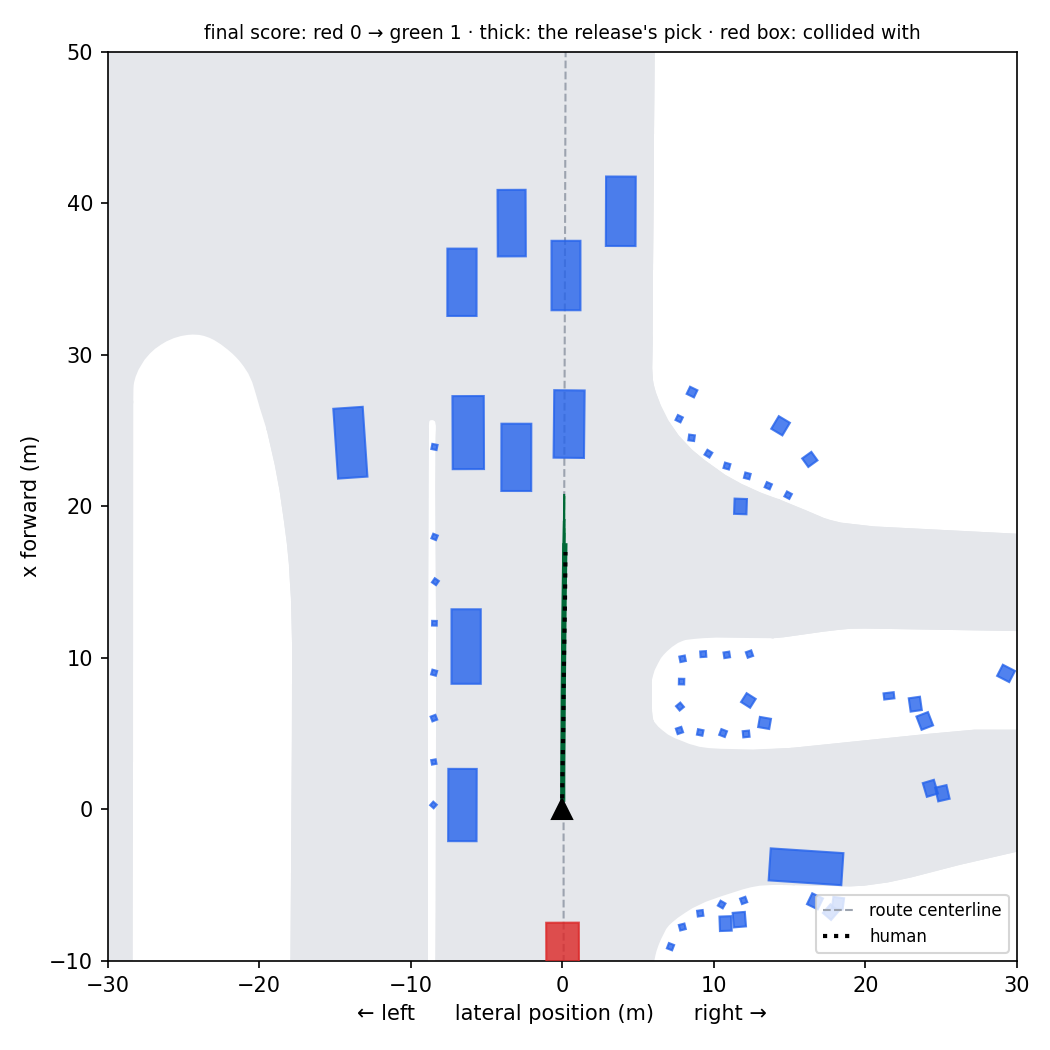 final score: red 0 → green 1 · thick: the release's pick · red box: collided with
50
40
30
20
10
0
−10
x forward (m)
−30
−20
−10
0
10
20
30
← left lateral position (m) right →
route centerline
human